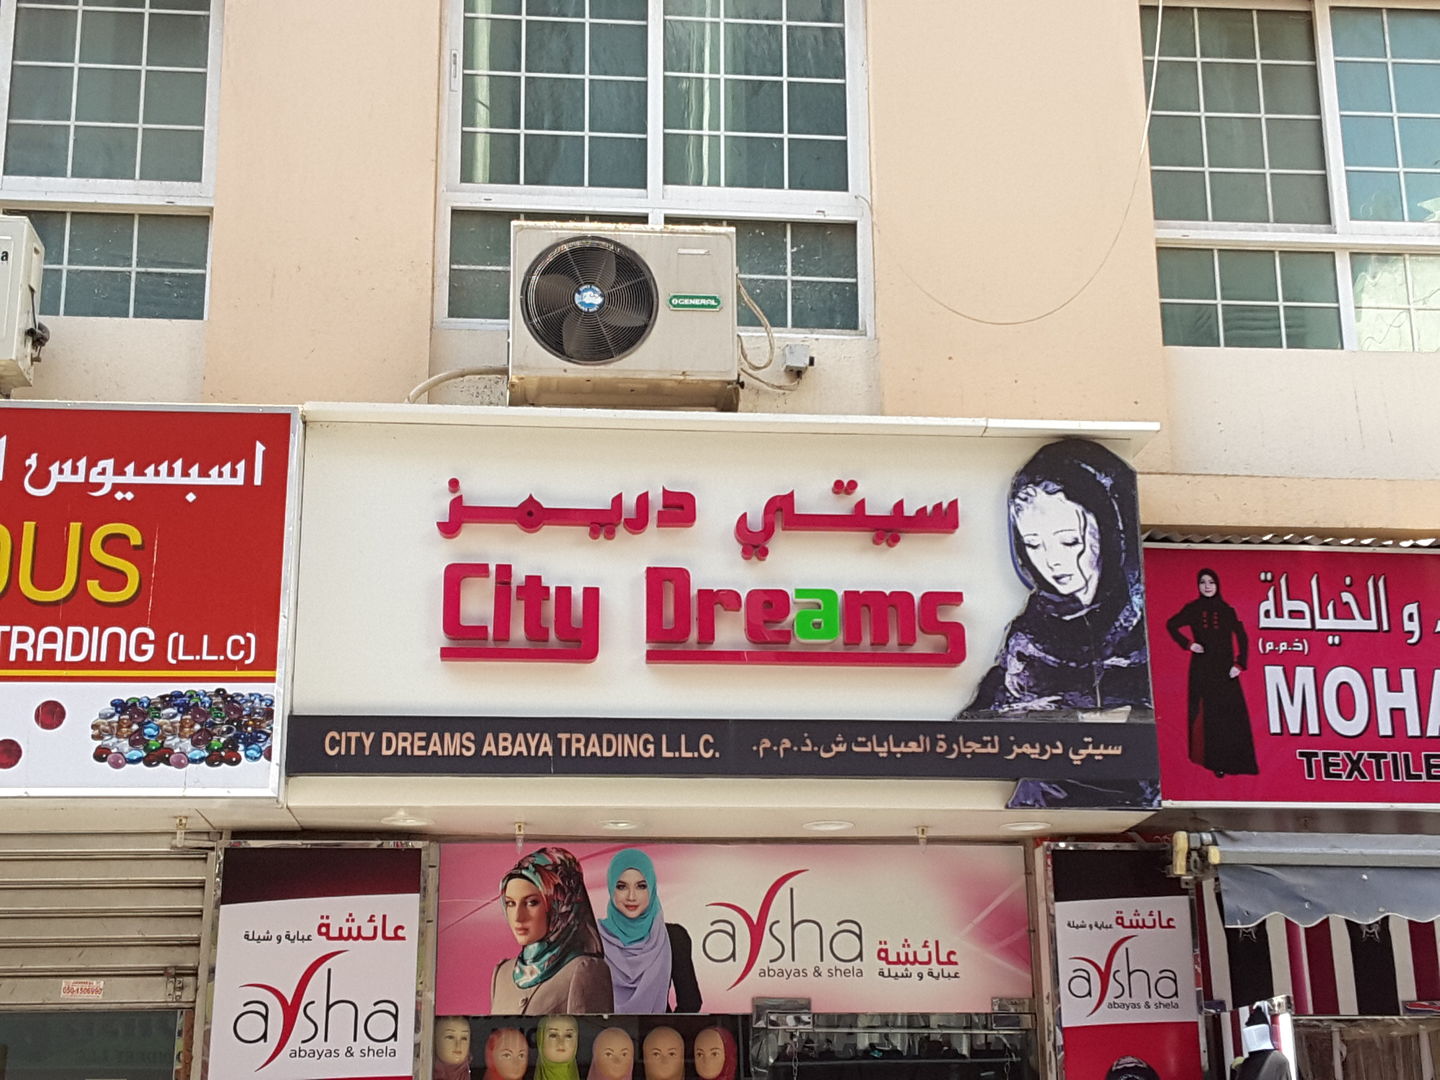 GENERAL
اسبسيوس
OUS
TRADING (L.L.C)
سيتي دريمز
City Dreams
CITY DREAMS ABAYA TRADING L.L.C. سيتي دريمز لتجارة العبايات ش.ذ.م.م.
و الخياطة
(ذ.م.م)
MOHA
TEXTILE
عائشة عباية و شيلة
aysha
abayas & shela
aysha
abayas & shela
عائشة
عباية و شيلة
عائشة عباية و شيلة
aysha
abayas & shela